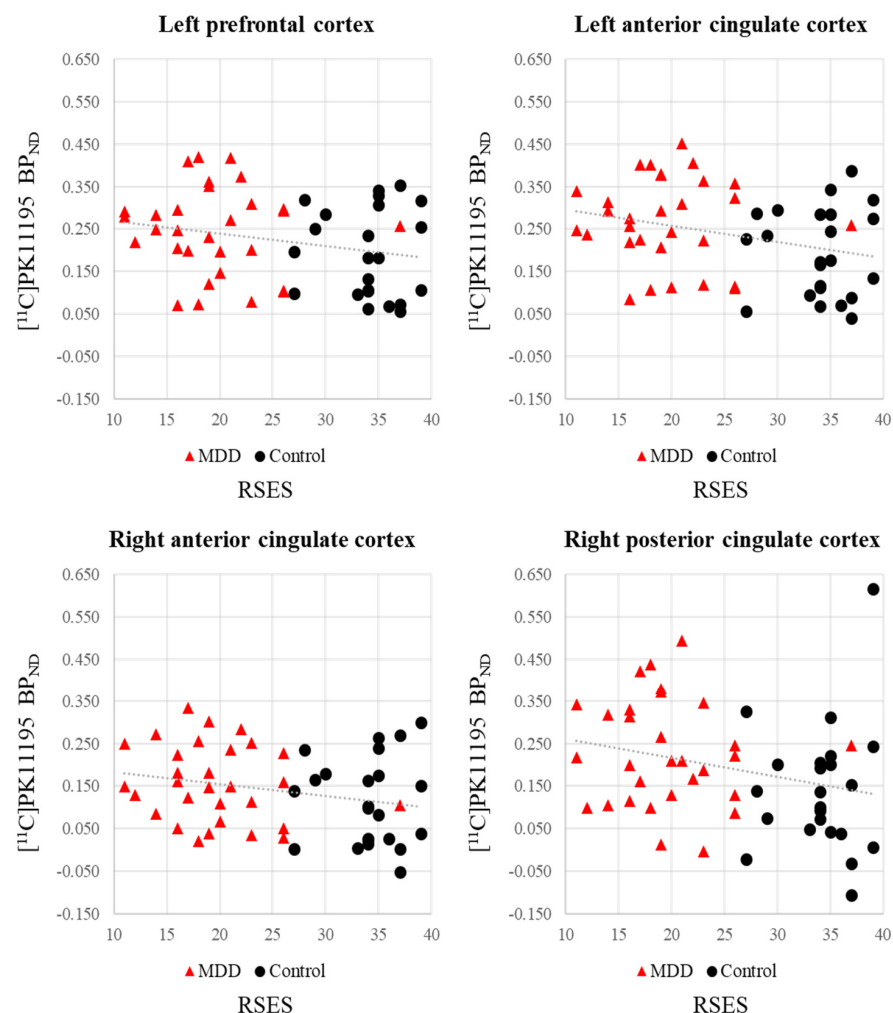 Left prefrontal cortex
[¹¹C]PK11195 BP_ND
0.650
0.550
0.450
0.350
0.250
0.150
0.050
-0.050
-0.150
10 15 20 25 30 35 40
MDD Control
RSES
Left anterior cingulate cortex
[¹¹C]PK11195 BP_ND
0.650
0.550
0.450
0.350
0.250
0.150
0.050
-0.050
-0.150
10 15 20 25 30 35 40
MDD Control
RSES
Right anterior cingulate cortex
[¹¹C]PK11195 BP_ND
0.650
0.550
0.450
0.350
0.250
0.150
0.050
-0.050
-0.150
10 15 20 25 30 35 40
MDD Control
RSES
Right posterior cingulate cortex
[¹¹C]PK11195 BP_ND
0.650
0.550
0.450
0.350
0.250
0.150
0.050
-0.050
-0.150
10 15 20 25 30 35 40
MDD Control
RSES